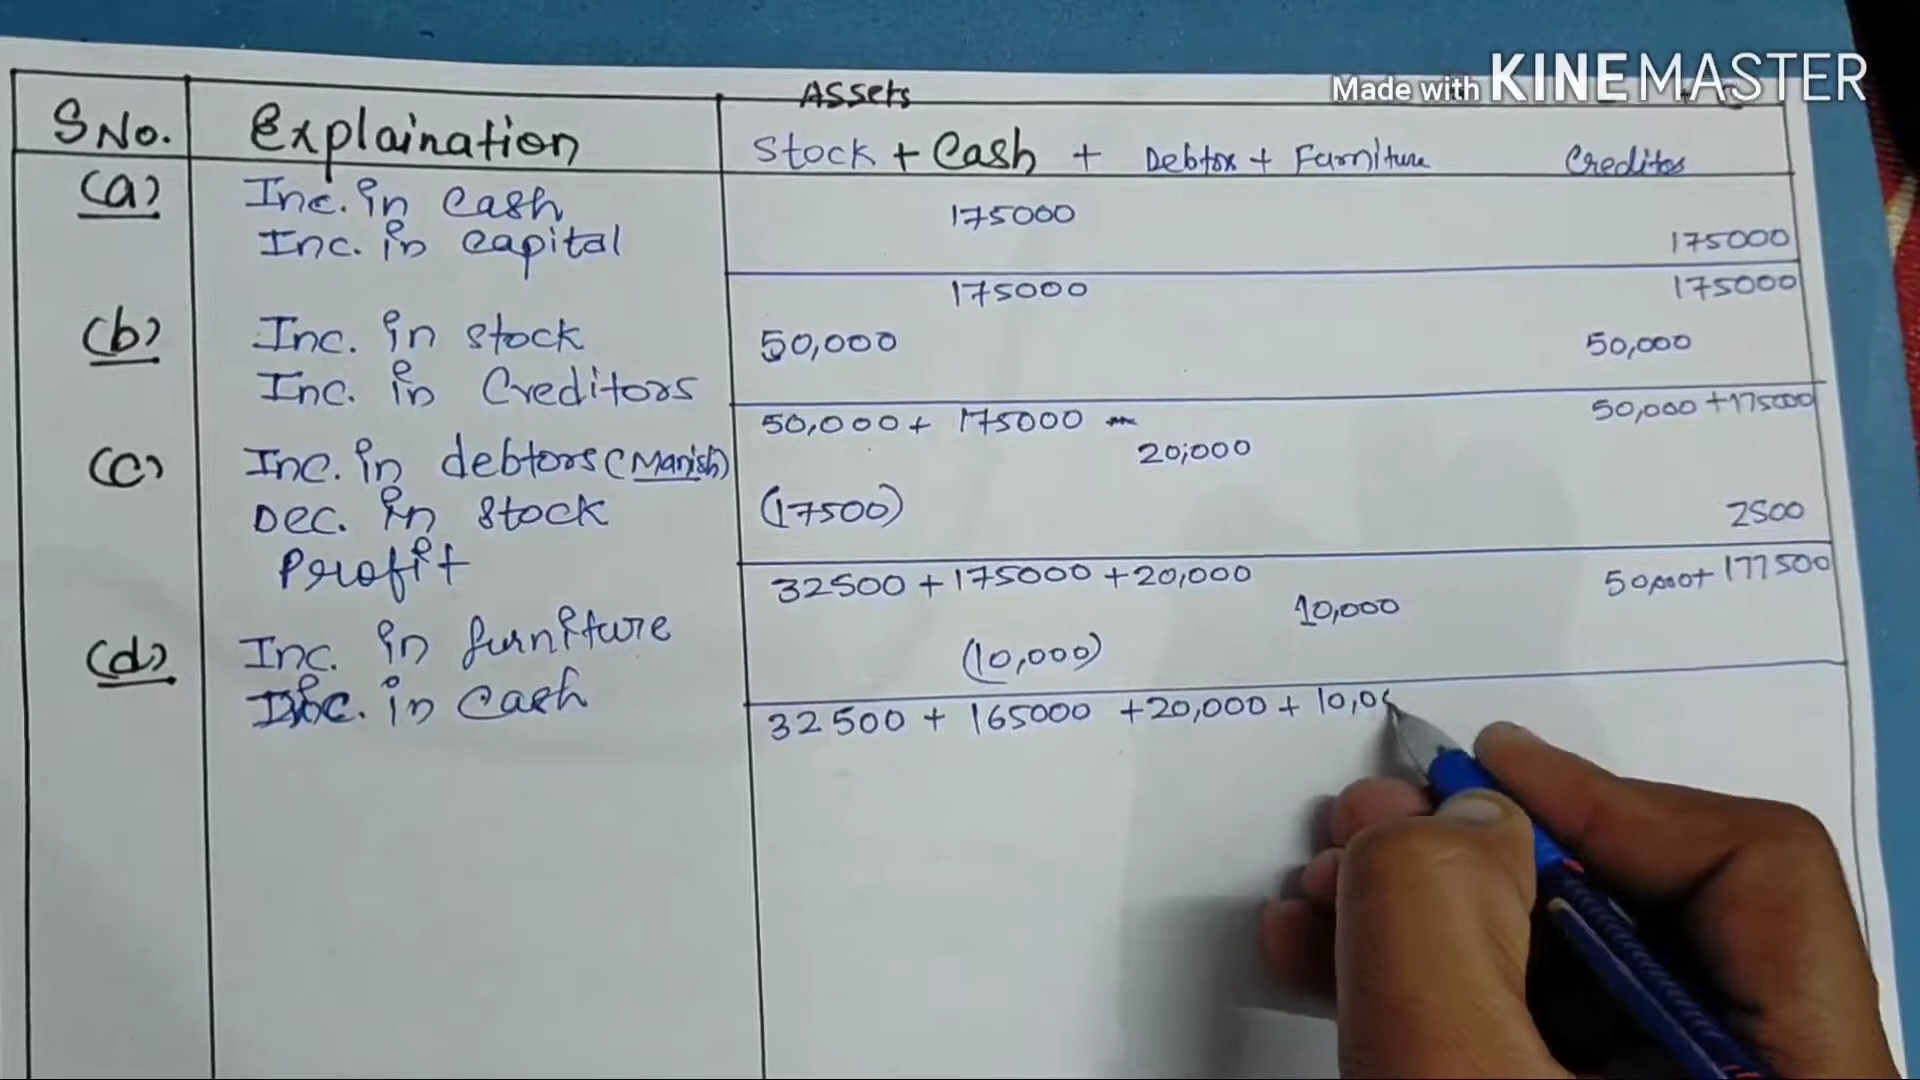 Made with KINEMASTER
Assets
S No. Explaination Stock + Cash + Debtors + Furniture Creditors
(a) Inc. in cash 175000
Inc. in capital 175000
175000 175000
(b) Inc. in stock 50,000 50,000
Inc. in Creditors
50,000 + 175000 50,000 + 175000
(c) Inc. in debtors (Manish) 20,000
Dec. in stock (17500) 2500
Profit
32500 + 175000 + 20,000 50,000 + 177500
10,000
(d) Inc. in furniture (10,000)
Dec. in cash
32500 + 165000 + 20,000 + 10,00